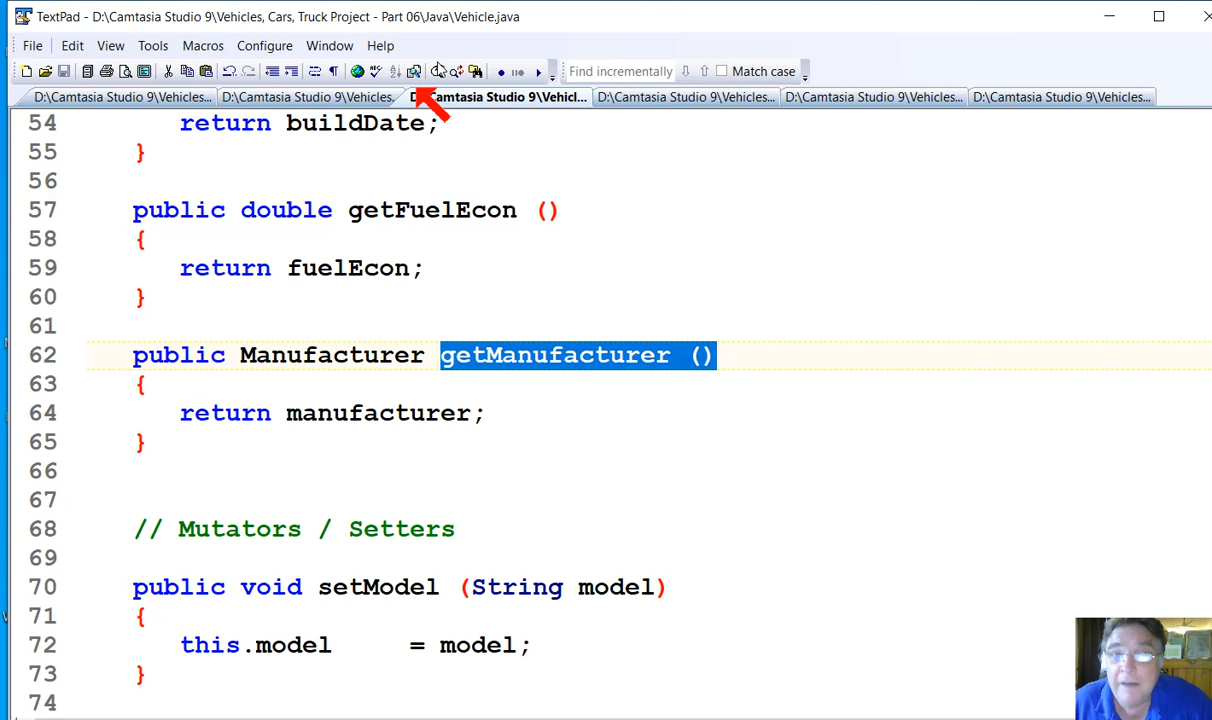 TextPad - D:\Camtasia Studio 9\Vehicles, Cars, Truck Project - Part 06\Java\Vehicle.java
File Edit View Tools Macros Configure Window Help
Find incrementally Match case
D:\Camtasia Studio 9\Vehicles... D:\Camtasia Studio 9\Vehicles... Camtasia Studio 9\Vehicl... D:\Camtasia Studio 9\Vehicles... D:\Camtasia Studio 9\Vehicles... D:\Camtasia Studio 9\Vehicles...
54 return buildDate;
55 }
56
57 public double getFuelEcon ()
58 {
59 return fuelEcon;
60 }
61
62 public Manufacturer getManufacturer ()
63 {
64 return manufacturer;
65 }
66
67
68 // Mutators / Setters
69
70 public void setModel (String model)
71 {
72 this.model = model;
73 }
74